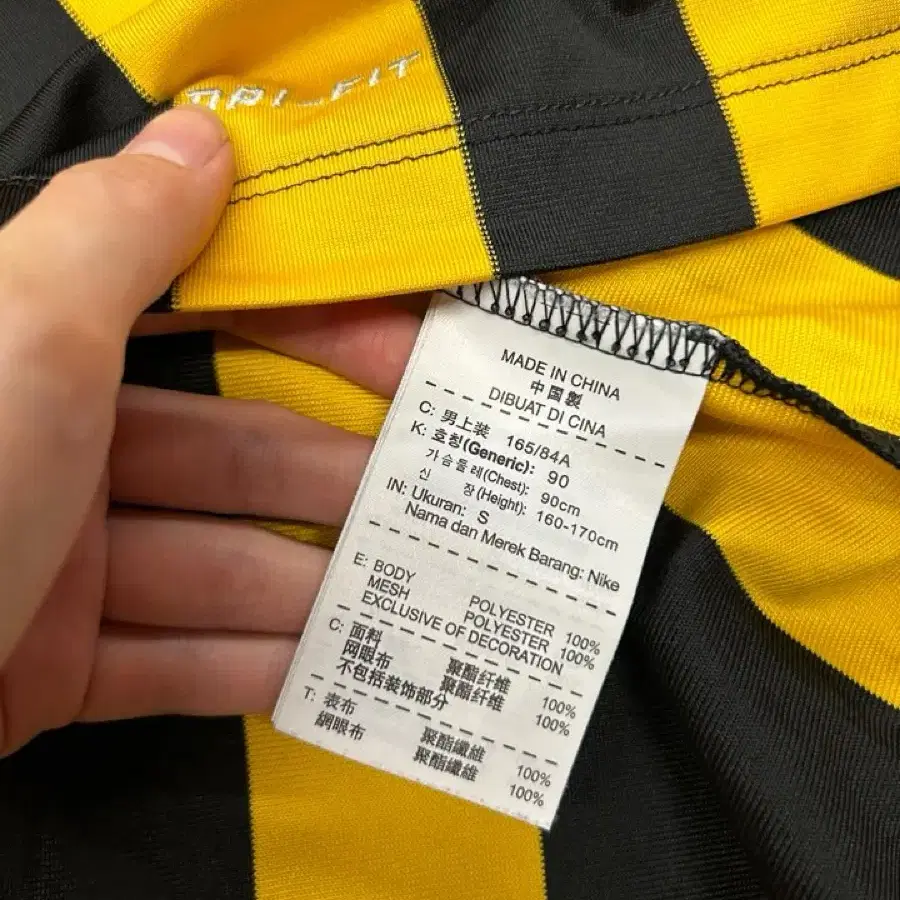 DRI-FIT
MADE IN CHINA
中国製
DIBUAT DI CINA
C: 男上装 165/84A
K: 호칭(Generic): 90
가슴둘레(Chest): 90cm
신 장(Height): 160-170cm
IN: Ukuran: S
Nama dan Merek Barang: Nike
E: BODY POLYESTER 100%
MESH POLYESTER 100%
EXCLUSIVE OF DECORATION
C: 面料 聚酯纤维 100%
网眼布 聚酯纤维 100%
不包括装饰部分
T: 表布 聚酯纖維 100%
網眼布 聚酯纖維 100%